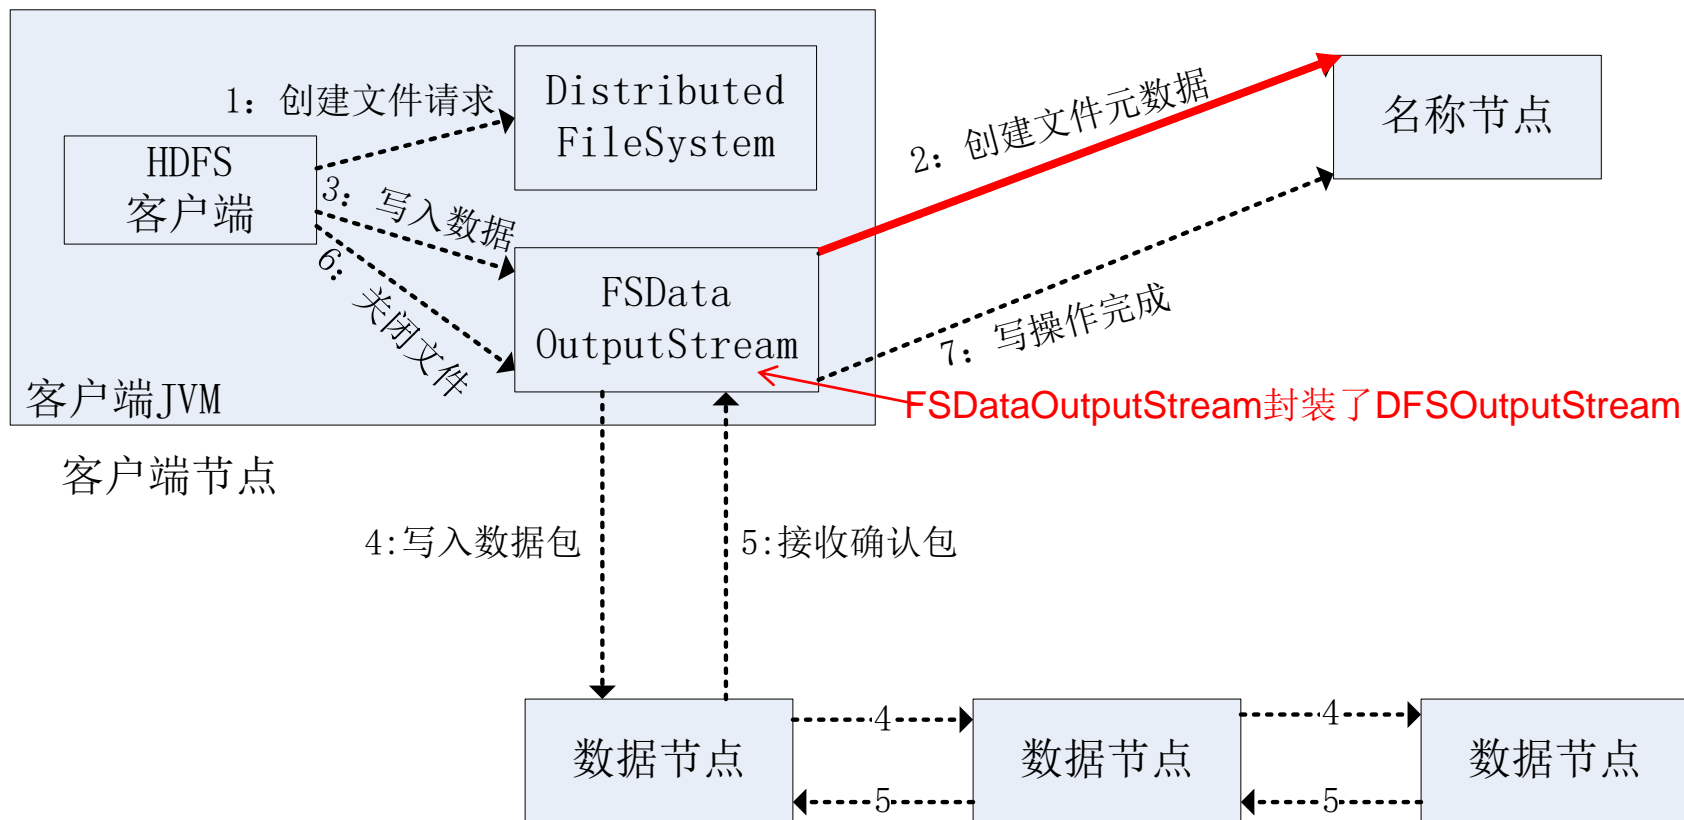 1: 创建文件请求
Distributed
FileSystem
HDFS
客户端
2: 创建文件元数据
名称节点
3: 写入数据
6: 关闭文件
FSData
OutputStream
7: 写操作完成
客户端JVM
FSDataOutputStream封装了DFSOutputStream
客户端节点
4:写入数据包
5:接收确认包
4
4
数据节点
数据节点
数据节点
5
5